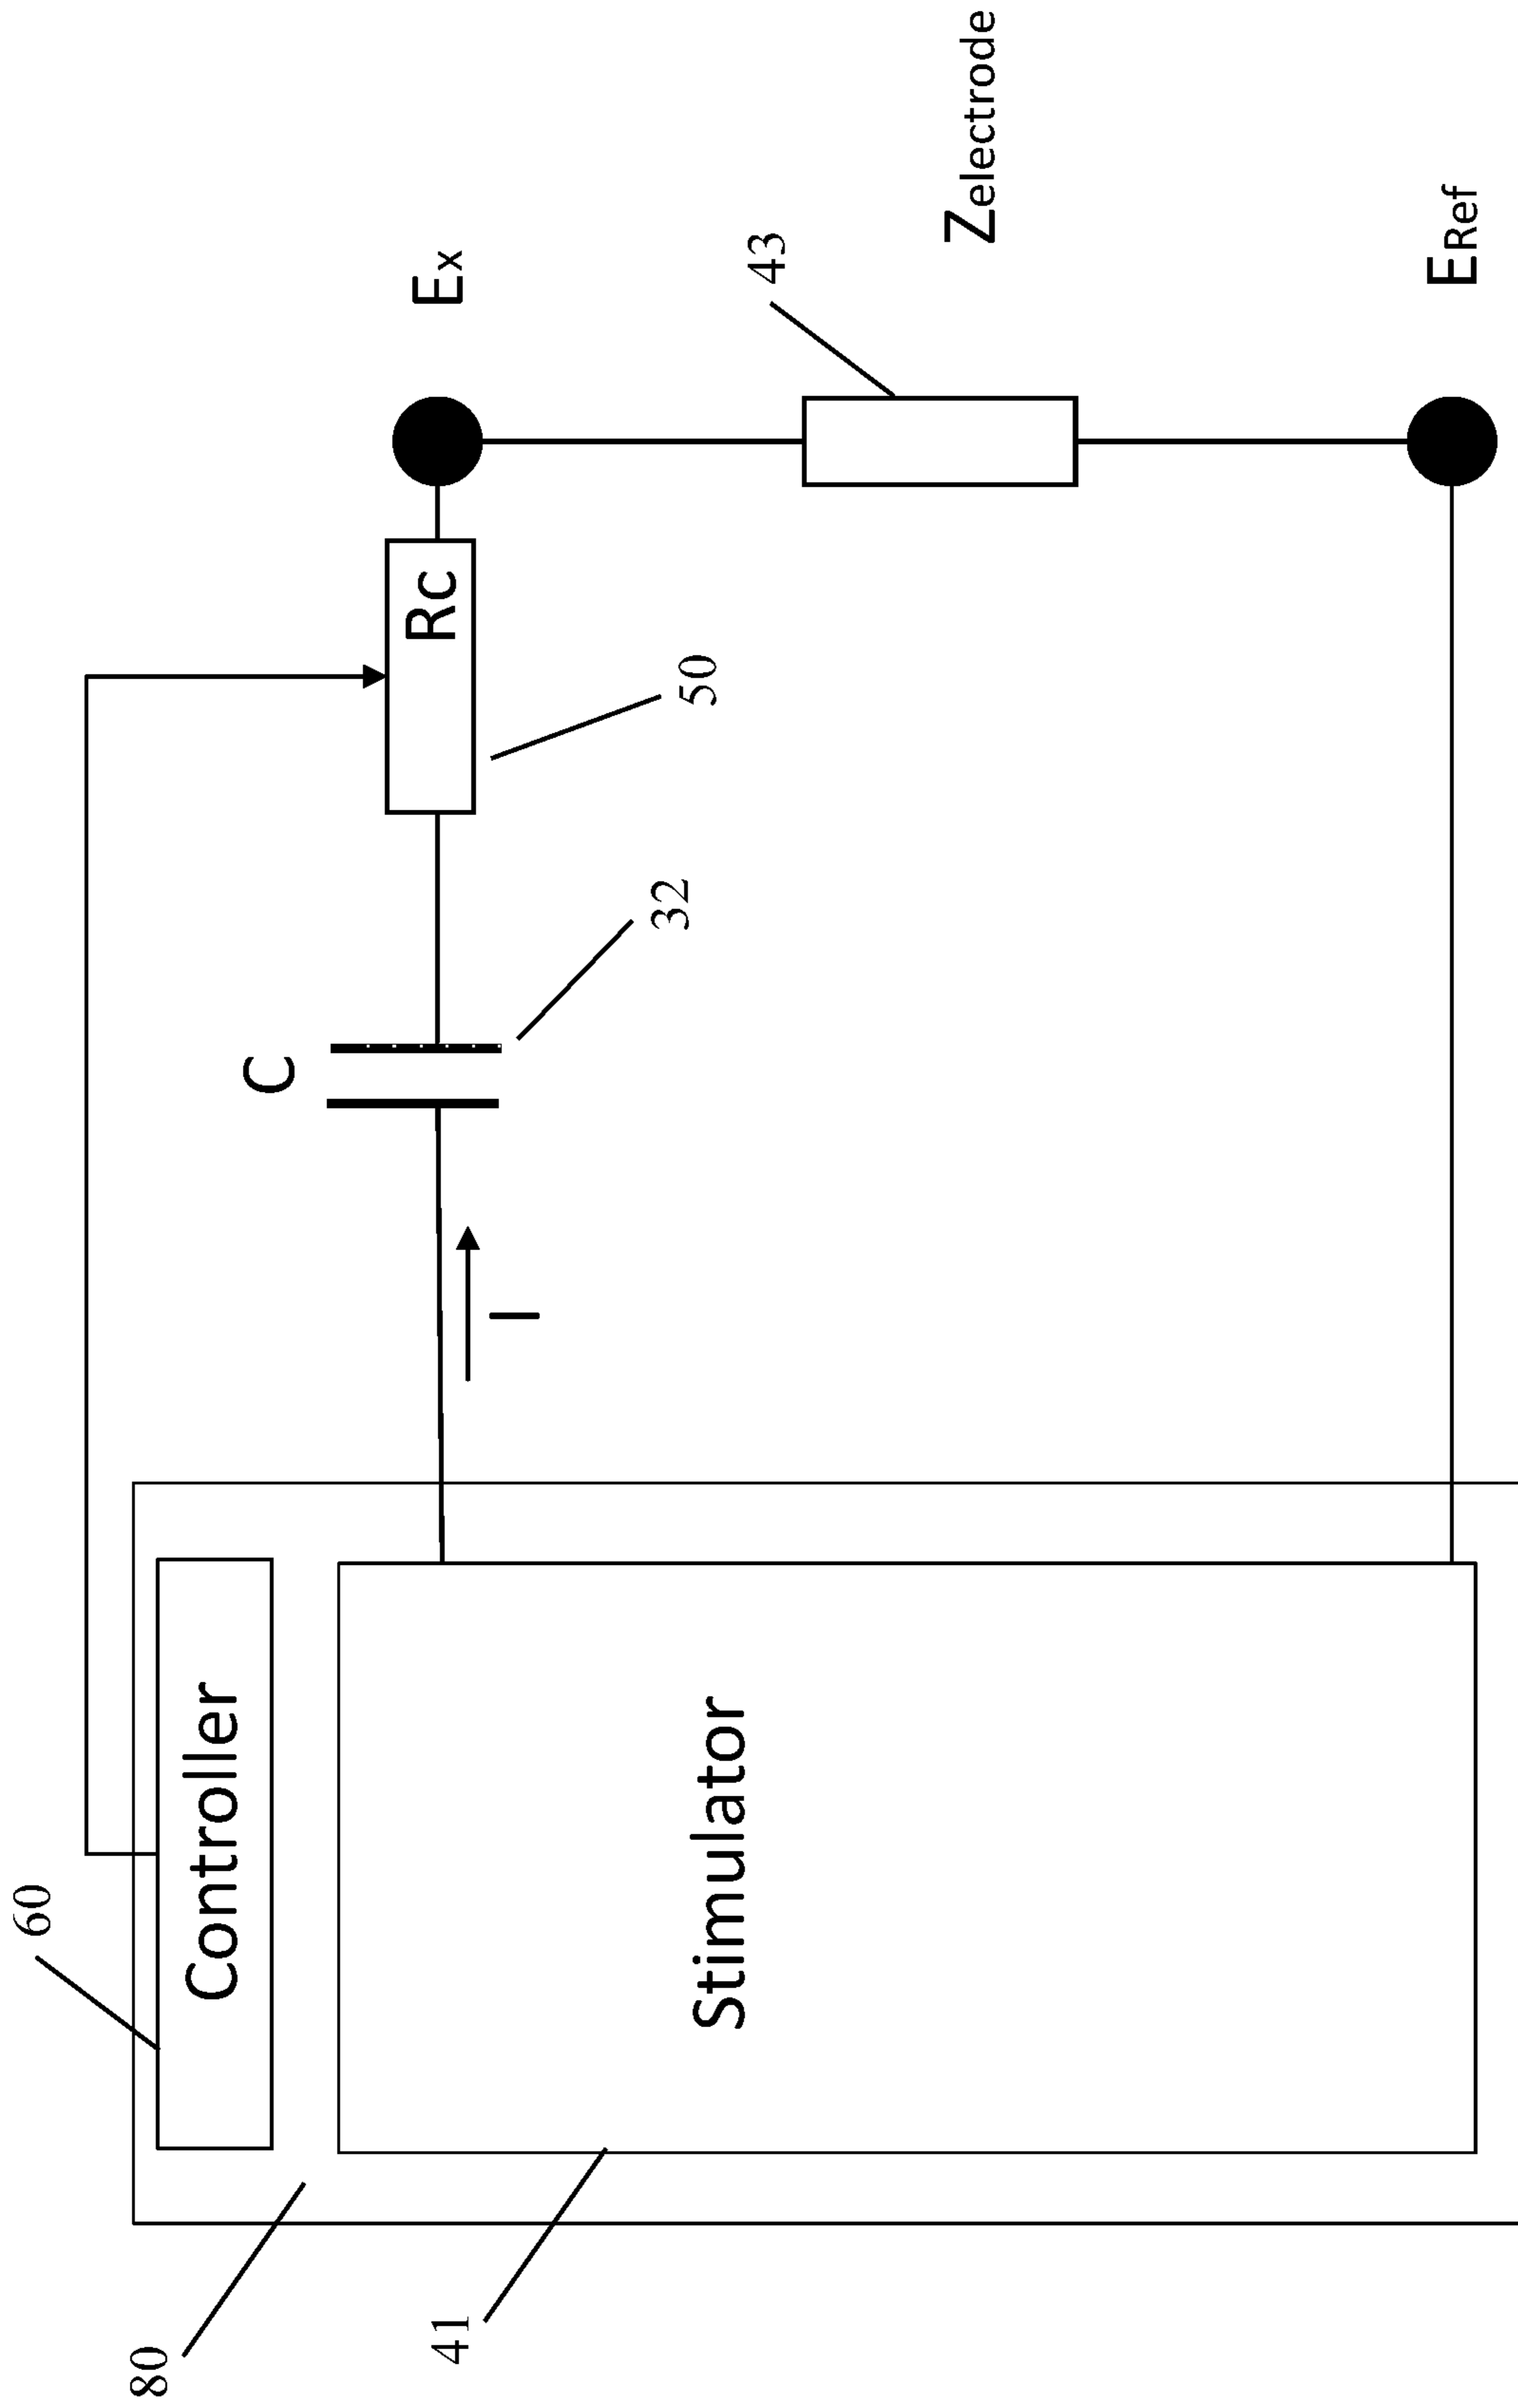 60
80
Controller
C
41
Rc
Ex
I
32
50
Stimulator
43
Zelectrode
ERef